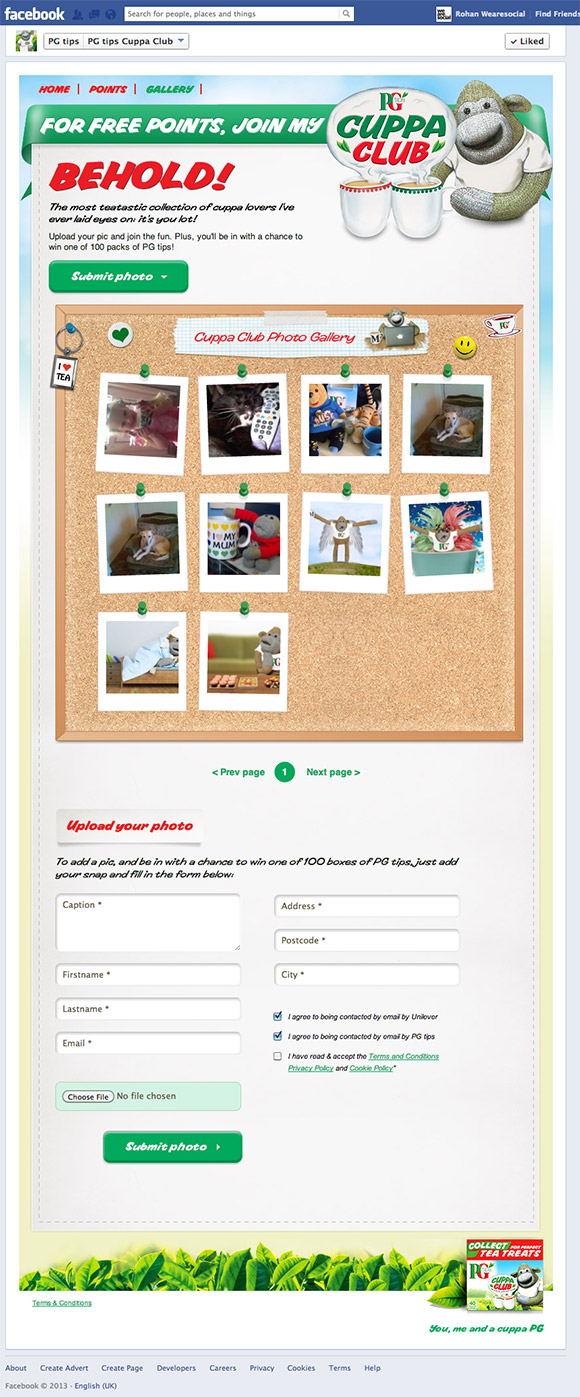 facebook
Search for people, places and things
Rohan Wearesocial
Find Friends
PG tips
PG tips Cuppa Club
✓ Liked
HOME | POINTS | GALLERY |
FOR FREE POINTS, JOIN MY
PG
CUPPA
CLUB
BEHOLD!
The most teatastic collection of cuppa lovers I've
ever laid eyes on: it's you lot!
Upload your pic and join the fun. Plus, you'll be in with a chance to
win one of 100 packs of PG tips!
Submit photo
Cuppa Club Photo Gallery
I ♥
TEA
I ♥ MY
MUM
< Prev page
1
Next page >
Upload your photo
To add a pic, and be in with a chance to win one of 100 boxes of PG tips, just add
your snap and fill in the form below:
Caption *
Firstname *
Lastname *
Email *
Choose File No file chosen
Address *
Postcode *
City *
I agree to being contacted by email by Unilever
I agree to being contacted by email by PG tips
I have read & accept the Terms and Conditions
Privacy Policy and Cookie Policy*
Submit photo
COLLECT FOR PERFECT
TEA TREATS
PG
CUPPA
CLUB
Terms & Conditions
You, me and a cuppa PG
About Create Advert Create Page Developers Careers Privacy Cookies Terms Help
Facebook © 2013 · English (UK)